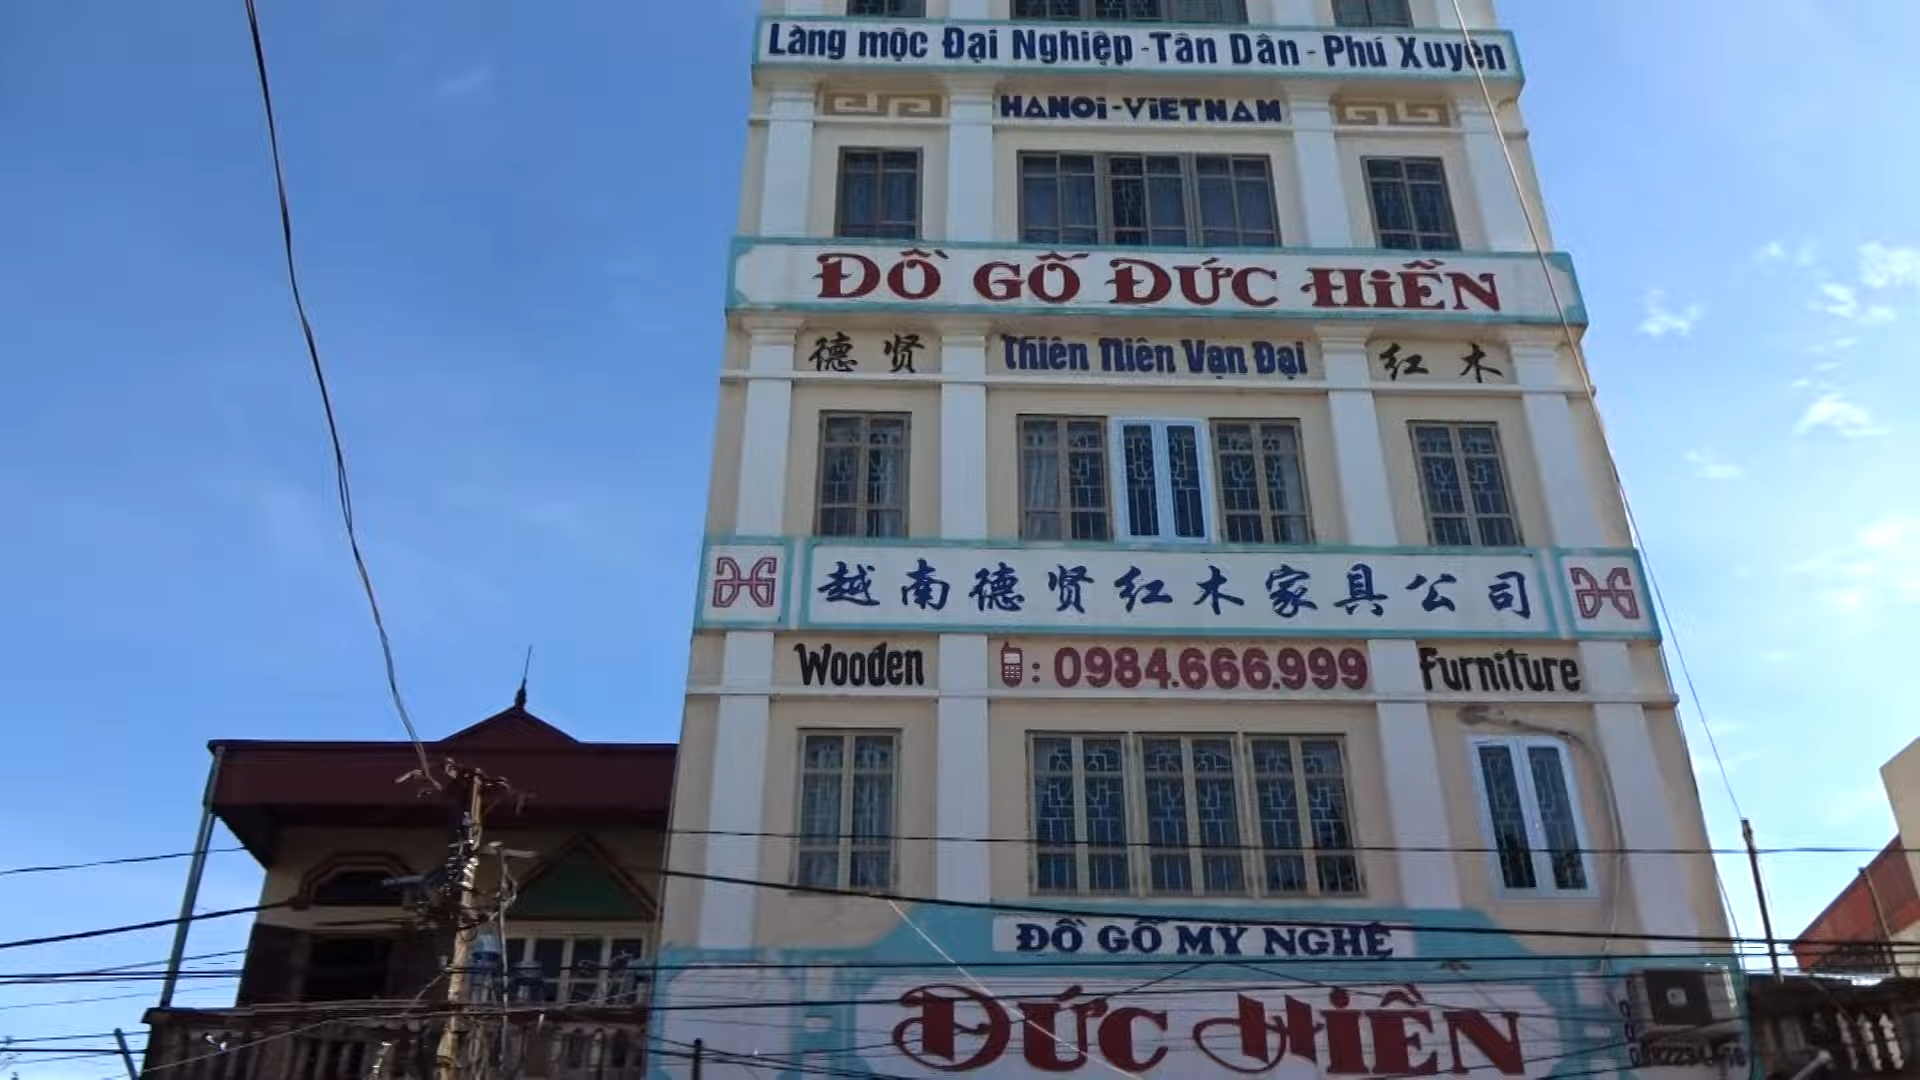 Làng mộc Đại Nghiệp - Tân Dân - Phú Xuyên
HANOI-VIETNAM
ĐỒ GỖ ĐỨC HIỀN
德贤 Thiên Niên Vạn Đại 红木
越南德贤红木家具公司
Wooden : 0984.666.999 Furniture
ĐỒ GỖ MỸ NGHỆ
ĐỨC HIỀN